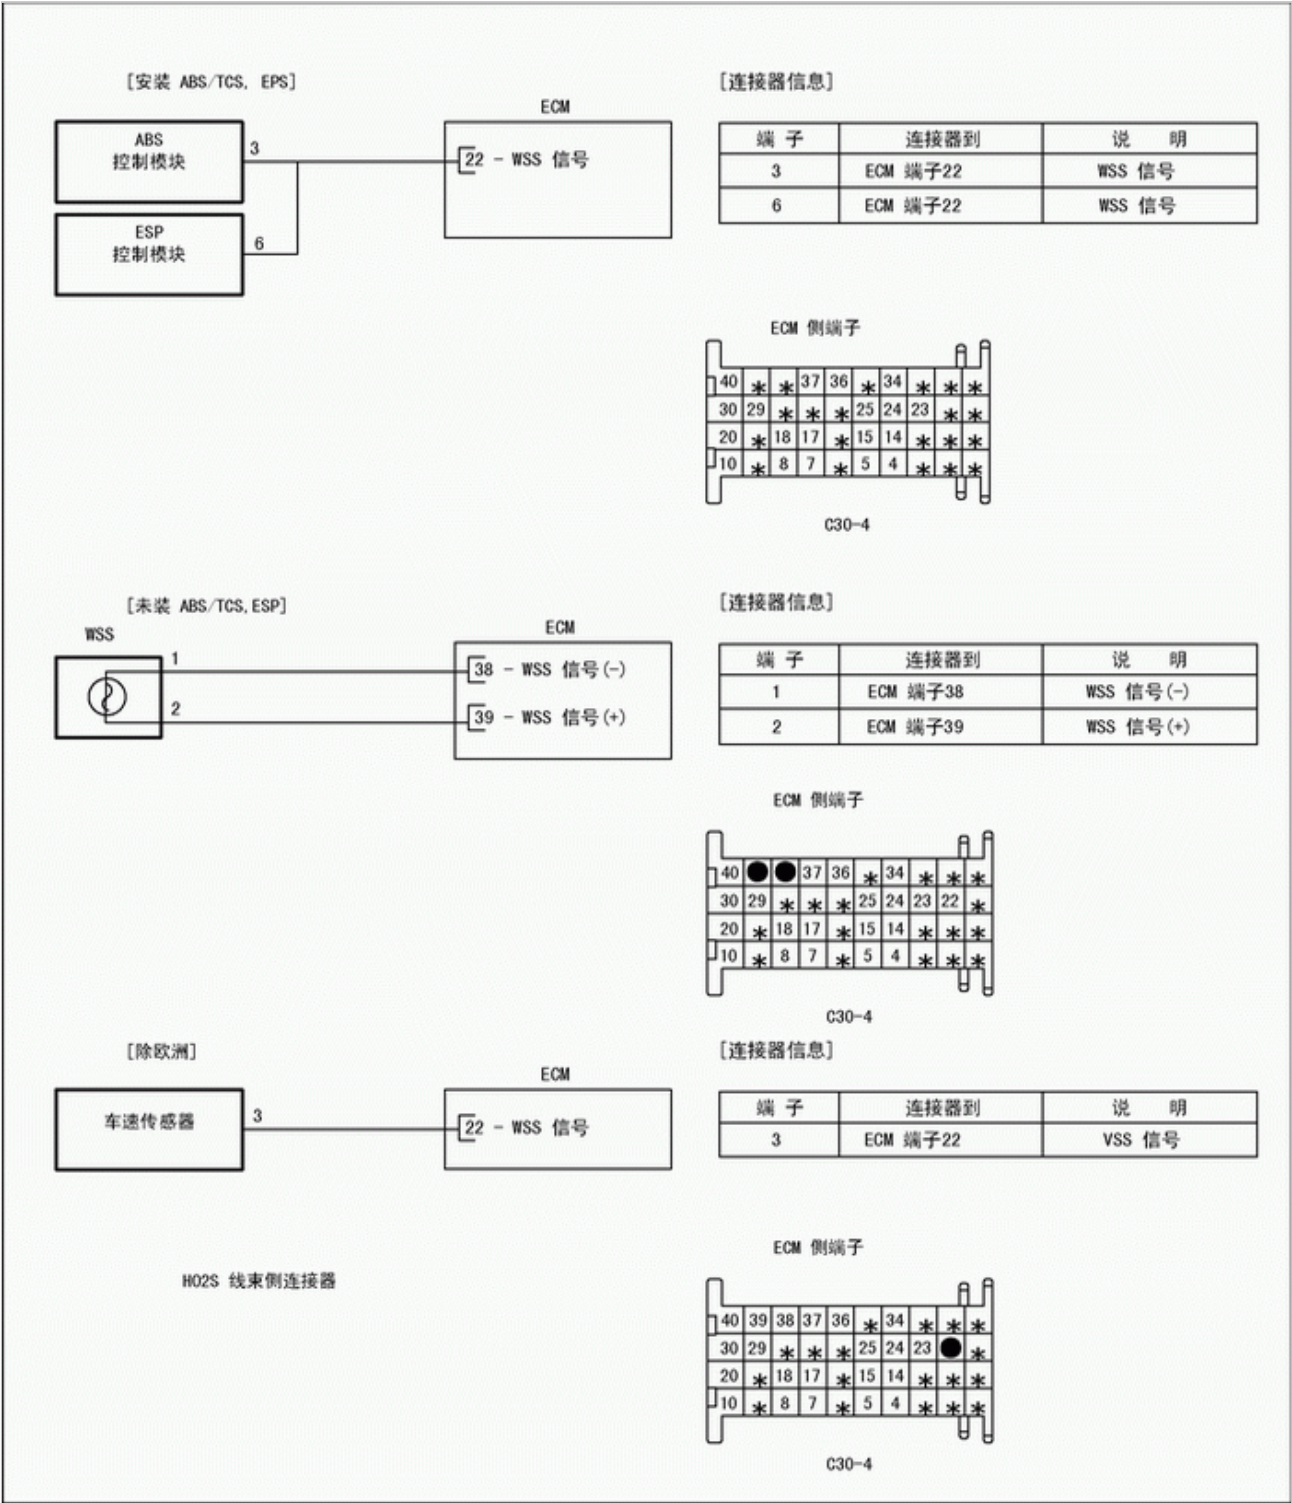 [安装 ABS/TCS, EPS]
ABS
控制模块
3
ESP
控制模块
6
ECM
22 - WSS 信号
[连接器信息]
端 子 连接器到 说 明
3 ECM 端子22 WSS 信号
6 ECM 端子22 WSS 信号
ECM 侧端子
40 * * 37 36 * 34 * * *
30 29 * * * 25 24 23 * *
20 * 18 17 * 15 14 * * *
10 * 8 7 * 5 4 * * *
C30-4
[未装 ABS/TCS,ESP]
WSS
1
2
ECM
38 - WSS 信号(-)
39 - WSS 信号(+)
[连接器信息]
端 子 连接器到 说 明
1 ECM 端子38 WSS 信号(-)
2 ECM 端子39 WSS 信号(+)
ECM 侧端子
40 37 36 * 34 * * *
30 29 * * * 25 24 23 22 *
20 * 18 17 * 15 14 * * *
10 * 8 7 * 5 4 * * *
C30-4
[除欧洲]
车速传感器
3
ECM
22 - WSS 信号
[连接器信息]
端 子 连接器到 说 明
3 ECM 端子22 VSS 信号
HO2S 线束侧连接器
ECM 侧端子
40 39 38 37 36 * 34 * * *
30 29 * * * 25 24 23 *
20 * 18 17 * 15 14 * * *
10 * 8 7 * 5 4 * * *
C30-4